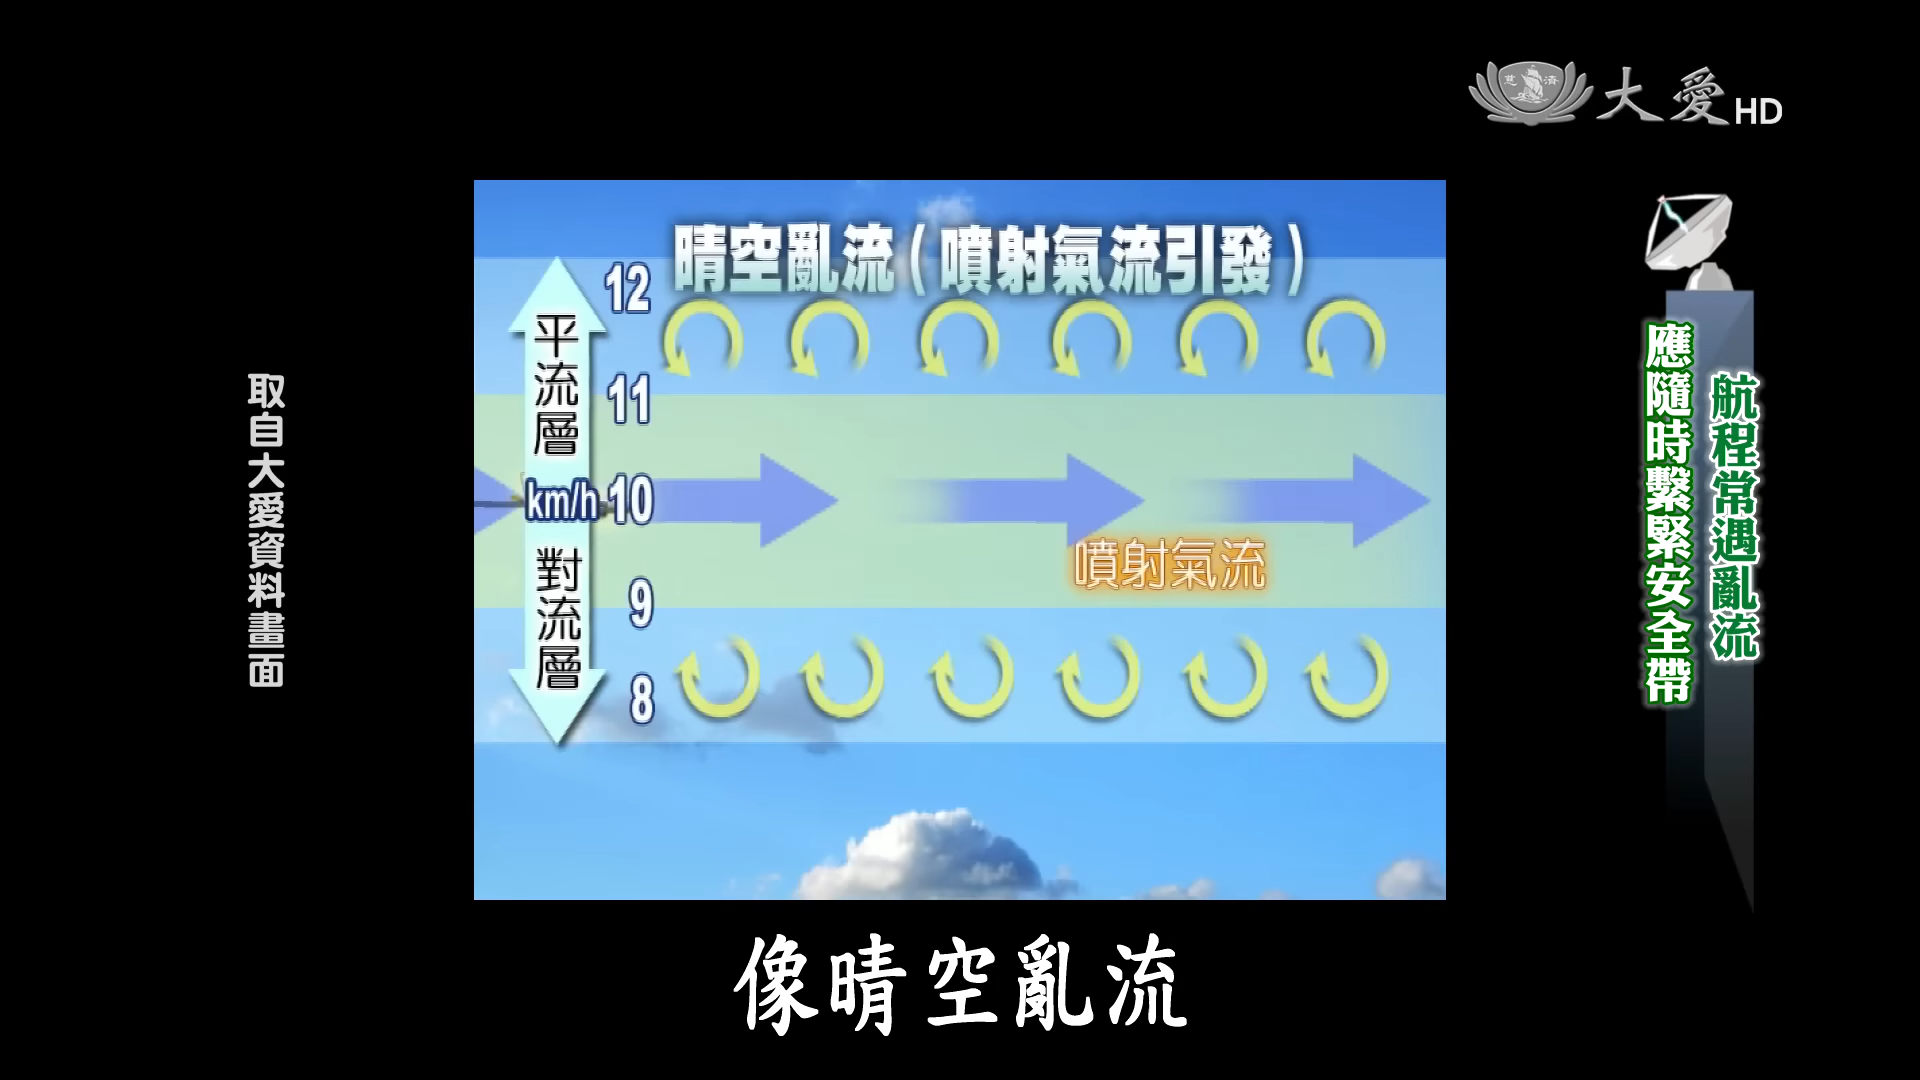 慈濟
大愛HD
晴空亂流(噴射氣流引發)
12
11
10
9
8
平流層
km/h
對流層
噴射氣流
取自大愛資料畫面
航程常遇亂流
應隨時繫緊安全帶
像晴空亂流